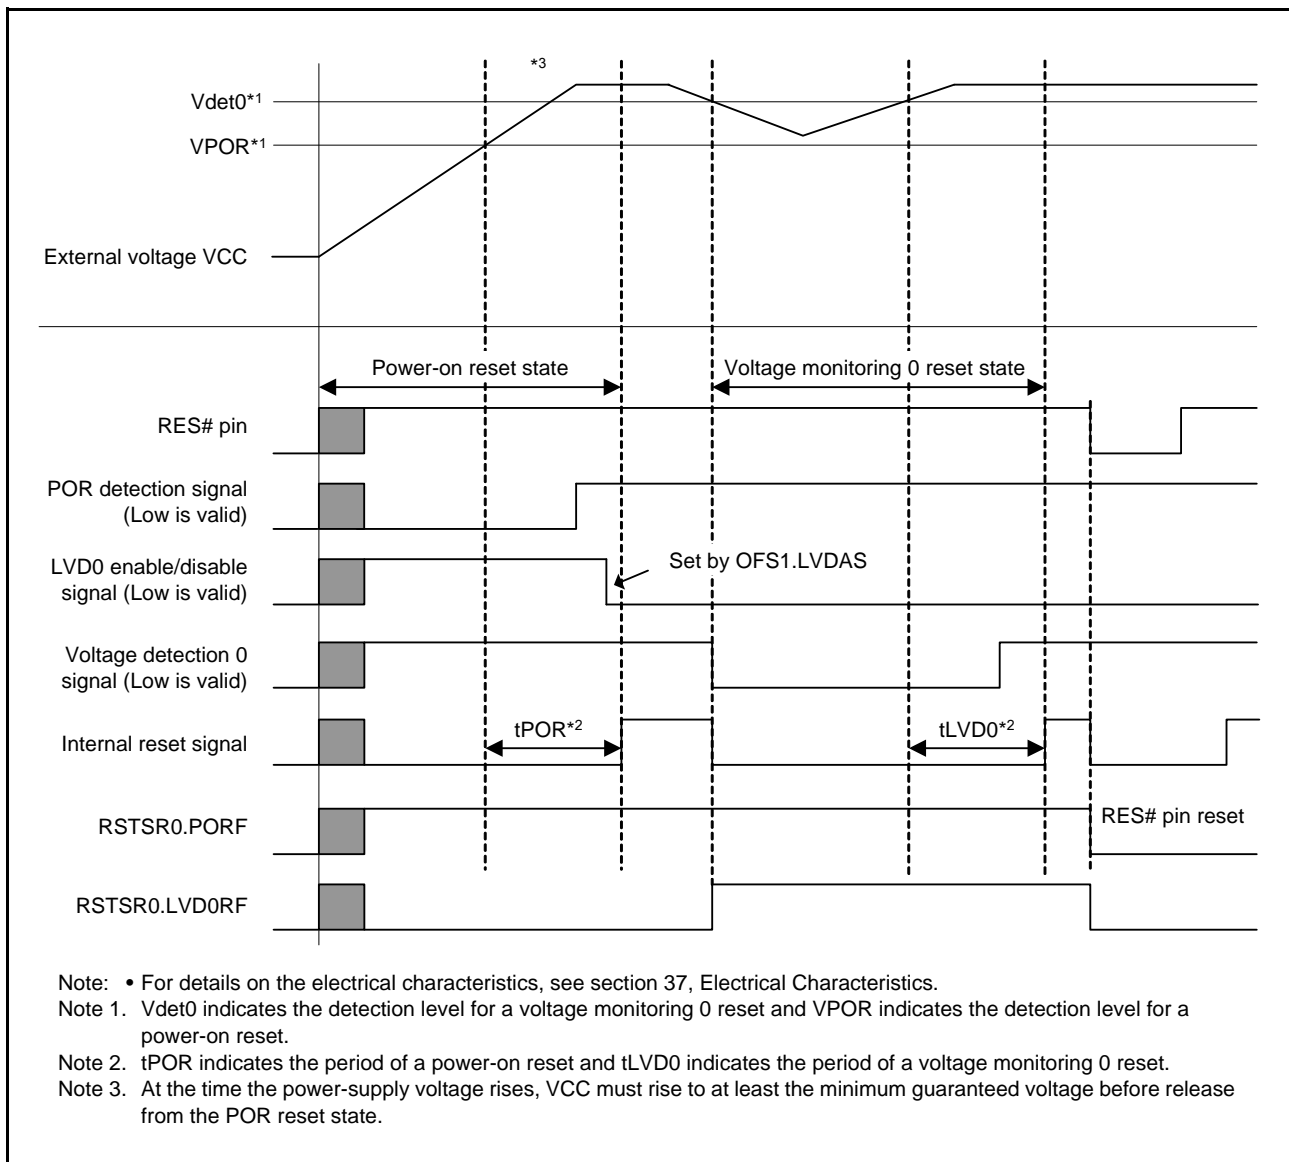 *3
Vdet0*1
VPOR*1
External voltage VCC
Power-on reset state
Voltage monitoring 0 reset state
RES# pin
POR detection signal
(Low is valid)
LVD0 enable/disable
signal (Low is valid)
Set by OFS1.LVDAS
Voltage detection 0
signal (Low is valid)
tPOR*2
tLVD0*2
Internal reset signal
RSTSR0.PORF
RES# pin reset
RSTSR0.LVD0RF
Note: • For details on the electrical characteristics, see section 37, Electrical Characteristics.
Note 1. Vdet0 indicates the detection level for a voltage monitoring 0 reset and VPOR indicates the detection level for a
power-on reset.
Note 2. tPOR indicates the period of a power-on reset and tLVD0 indicates the period of a voltage monitoring 0 reset.
Note 3. At the time the power-supply voltage rises, VCC must rise to at least the minimum guaranteed voltage before release
from the POR reset state.